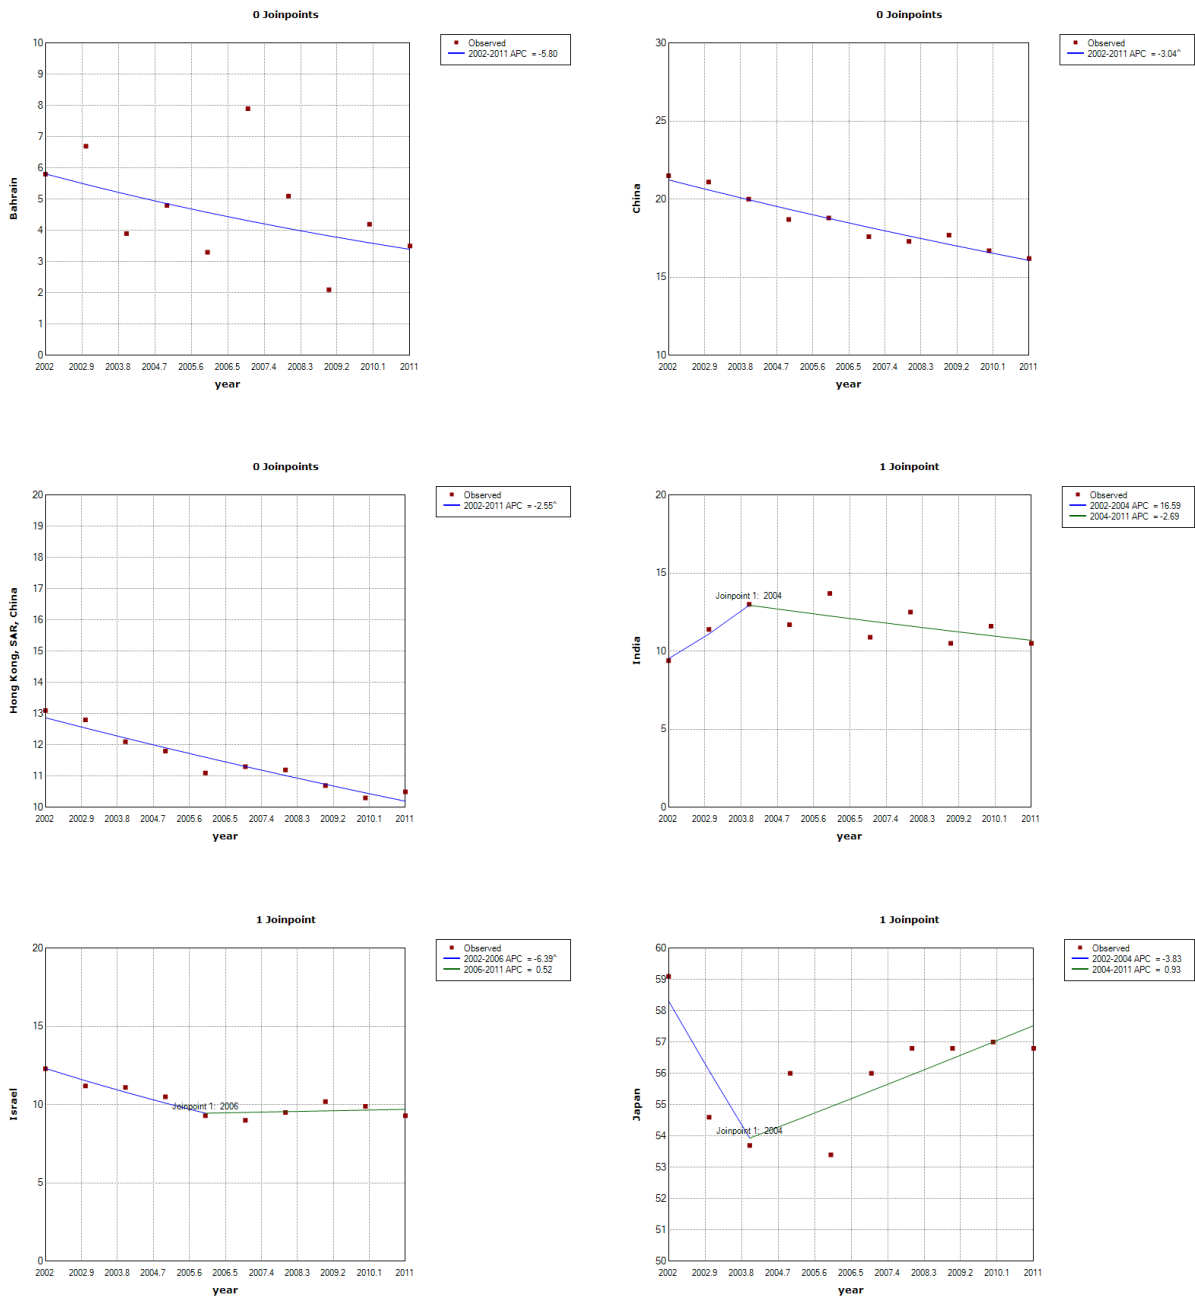 0 Joinpoints
Observed
2002-2011 APC = -5.80
10
9
8
7
6
5
4
3
2
1
0
Bahrain
2002 2002.9 2003.8 2004.7 2005.6 2006.5 2007.4 2008.3 2009.2 2010.1 2011
year
0 Joinpoints
Observed
2002-2011 APC = -3.04^
30
25
20
15
10
China
2002 2002.9 2003.8 2004.7 2005.6 2006.5 2007.4 2008.3 2009.2 2010.1 2011
year
0 Joinpoints
Observed
2002-2011 APC = -2.55^
20
19
18
17
16
15
14
13
12
11
10
Hong Kong, SAR, China
2002 2002.9 2003.8 2004.7 2005.6 2006.5 2007.4 2008.3 2009.2 2010.1 2011
year
1 Joinpoint
Observed
2002-2004 APC = 16.59
2004-2011 APC = -2.69
20
15
Joinpoint 1: 2004
10
5
0
India
2002 2002.9 2003.8 2004.7 2005.6 2006.5 2007.4 2008.3 2009.2 2010.1 2011
year
1 Joinpoint
Observed
2002-2006 APC = -6.39^
2006-2011 APC = 0.52
20
15
10
Joinpoint 1: 2006
5
0
Israel
2002 2002.9 2003.8 2004.7 2005.6 2006.5 2007.4 2008.3 2009.2 2010.1 2011
year
1 Joinpoint
Observed
2002-2004 APC = -3.83
2004-2011 APC = 0.93
60
59
58
57
56
55
Joinpoint 1: 2004
54
53
52
51
50
Japan
2002 2002.9 2003.8 2004.7 2005.6 2006.5 2007.4 2008.3 2009.2 2010.1 2011
year